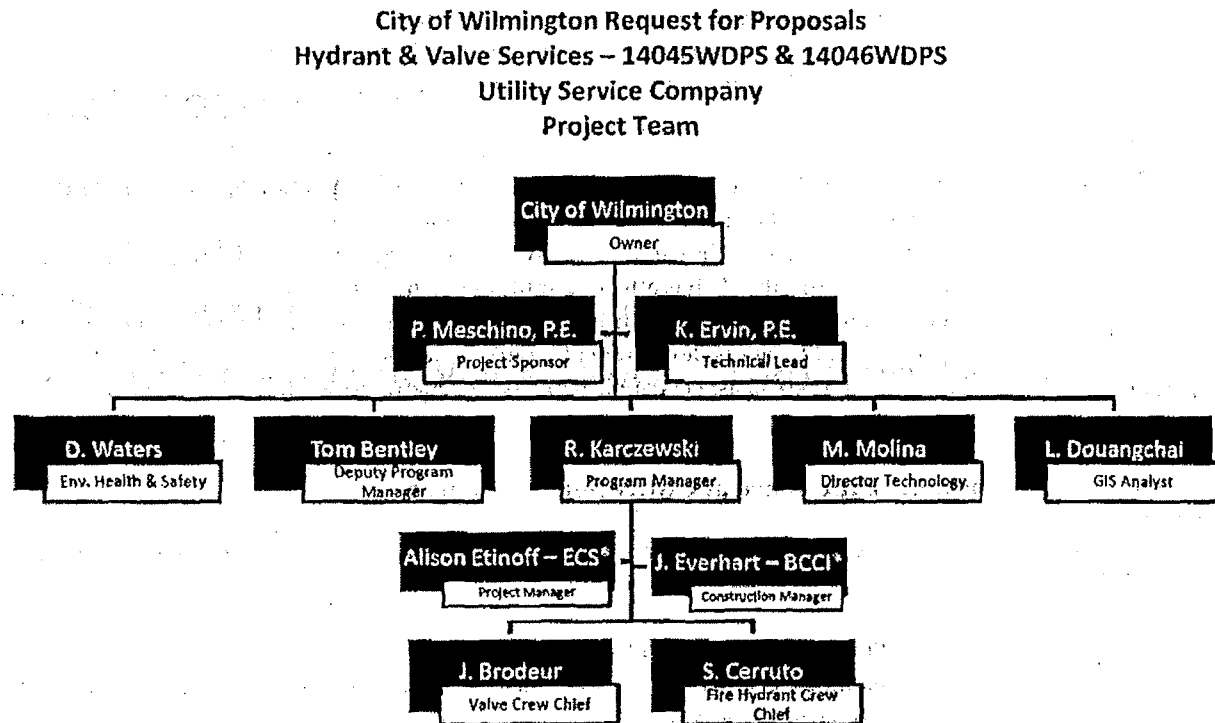 City of Wilmington Request for Proposals
Hydrant & Valve Services – 14045WDPS & 14046WDPS
Utility Service Company
Project Team
City of Wilmington
Owner
P. Meschino, P.E.
Project Sponsor
K. Ervin, P.E.
Technical Lead
D. Waters
Env. Health & Safety
Tom Bentley
Deputy Program
Manager
R. Karczewski
Program Manager
M. Molina
Director Technology
L. Douangchai
GIS Analyst
Alison Etinoff – ECS*
Project Manager
J. Everhart – BCCI*
Construction Manager
J. Brodeur
Valve Crew Chief
S. Cerruto
Fire Hydrant Crew
Chief